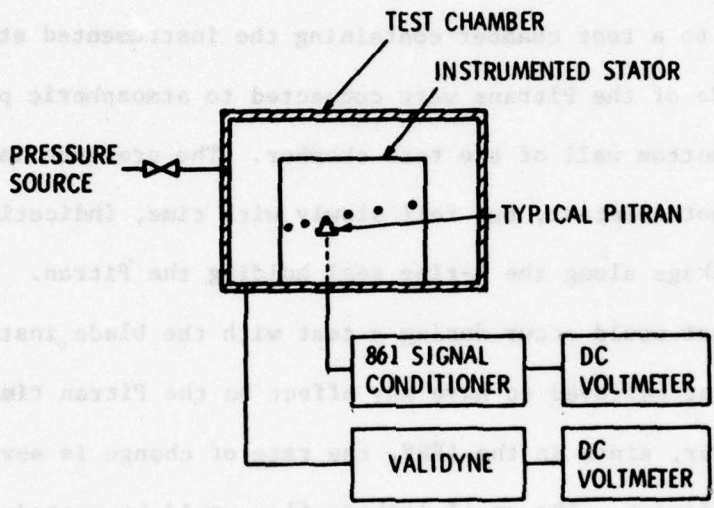 TEST CHAMBER
INSTRUMENTED STATOR
PRESSURE
SOURCE
TYPICAL PITRAN
861 SIGNAL
CONDITIONER
DC
VOLTMETER
VALIDYNE
DC
VOLTMETER